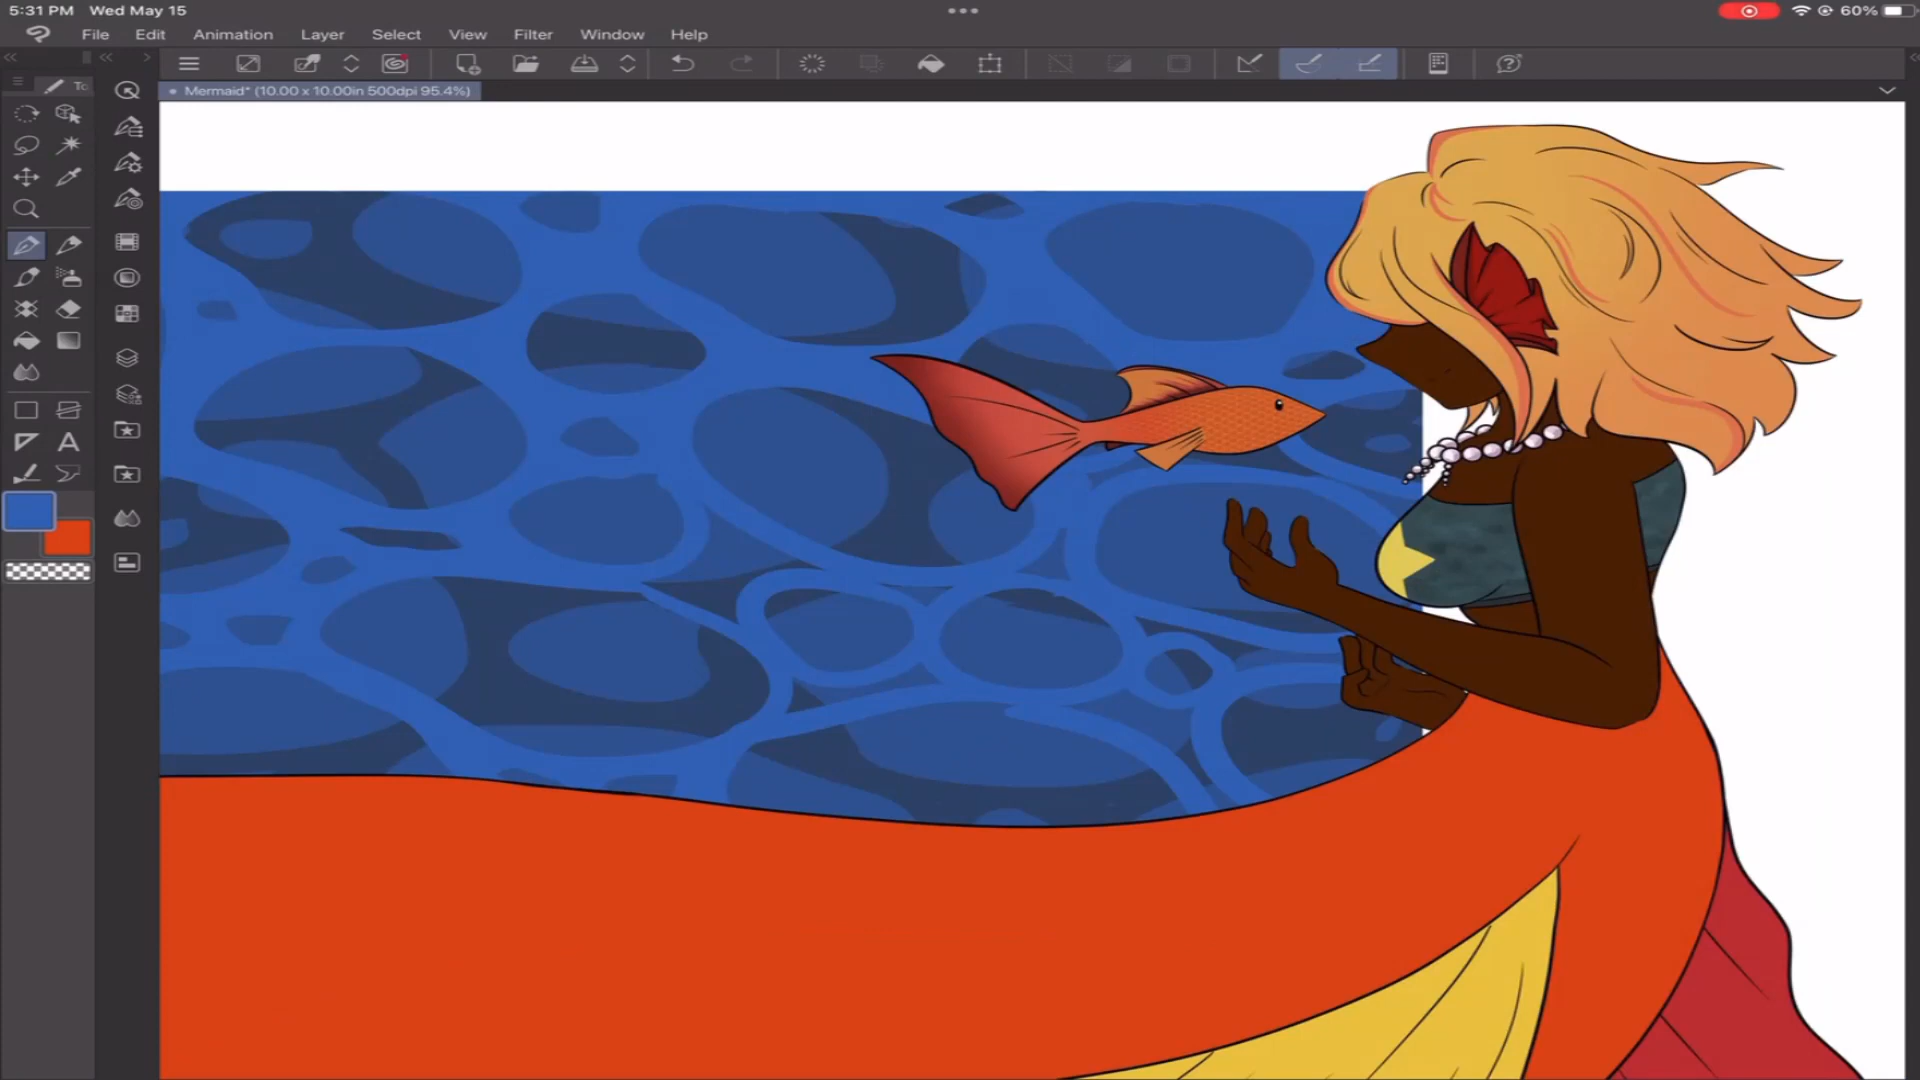 5:31 PM Wed May 15
60%
File Edit Animation Layer Select View Filter Window Help
To
Mermaid* (10.00 x 10.00in 500dpi 95.4%)
A